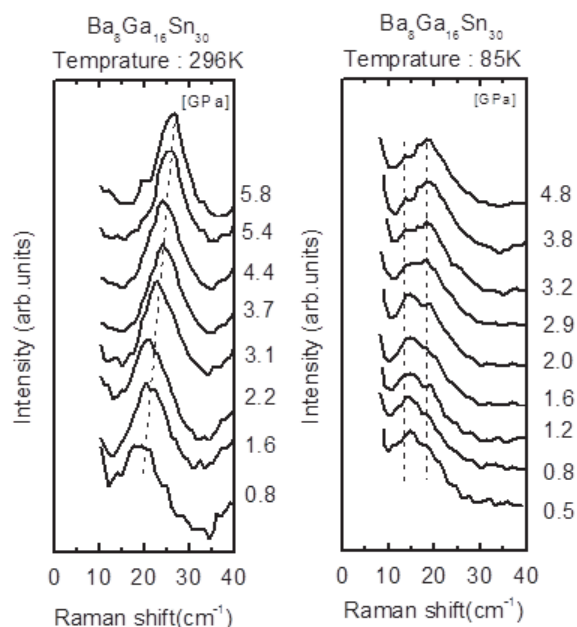 Ba₈Ga₁₆Sn₃₀
Temprature : 296K
[GPa]
5.8
5.4
4.4
3.7
3.1
2.2
1.6
0.8
Intensity (arb.units)
0 10 20 30 40
Raman shift(cm⁻¹)
Ba₈Ga₁₆Sn₃₀
Temprature : 85K
[GPa]
4.8
3.8
3.2
2.9
2.0
1.6
1.2
0.8
0.5
Intensity (arb.units)
0 10 20 30 40
Raman shift(cm⁻¹)